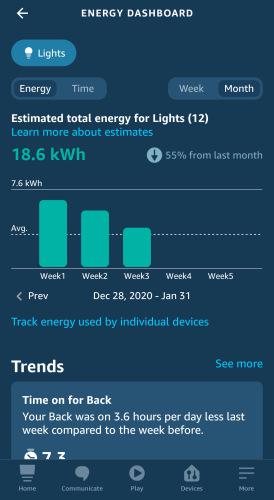 ENERGY DASHBOARD
Lights
Energy Time Week Month
Estimated total energy for Lights (12)
Learn more about estimates
18.6 kWh 55% from last month
7.6 kWh
Avg.
Week1 Week2 Week3 Week4 Week5
Prev Dec 28, 2020 - Jan 31
Track energy used by individual devices
Trends See more
Time on for Back
Your Back was on 3.6 hours per day less last
week compared to the week before.
7.3
Home Communicate Play Devices More